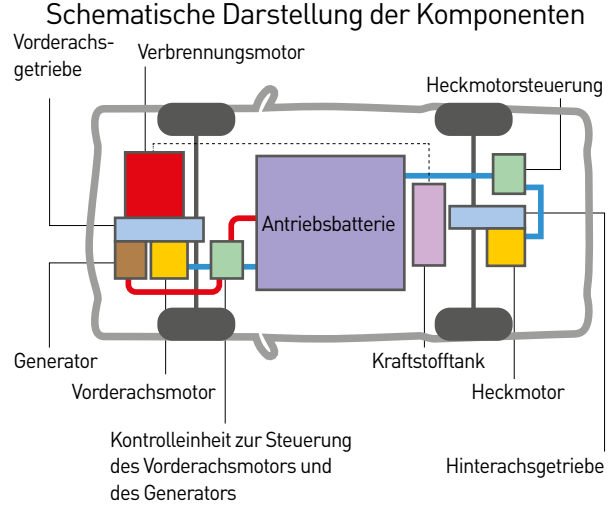 Schematische Darstellung der Komponenten
Vorderachs-
getriebe
Verbrennungsmotor
Heckmotorsteuerung
Antriebsbatterie
Generator
Vorderachsmotor
Kraftstofftank
Heckmotor
Kontrolleinheit zur Steuerung
des Vorderachsmotors und
des Generators
Hinterachsgetriebe